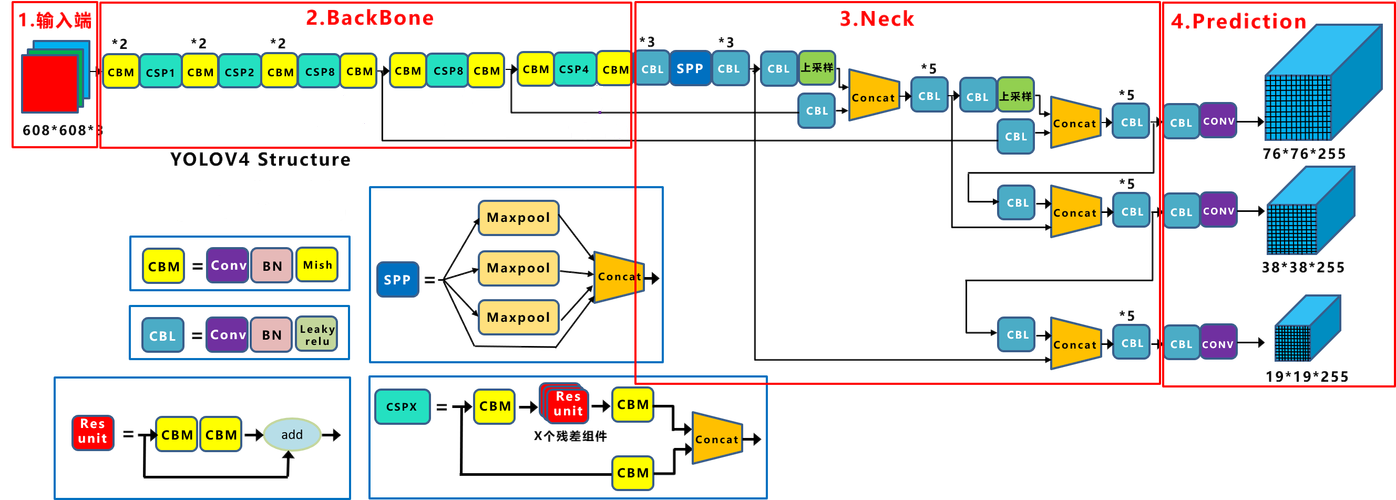 1.输入端
2.BackBone
3.Neck
4.Prediction
*2 *2 *2
*3 *3
CBM CSP1 CBM CSP2 CBM CSP8 CBM
CBM CSP8 CBM
CBM CSP4 CBM
CBL SPP CBL
CBL 上采样
CBL
Concat
*5
CBL
CBL 上采样
CBL
Concat
*5
CBL
CBL CONV
76*76*255
608*608*3
YOLOV4 Structure
CBL
Concat
*5
CBL
CBL CONV
38*38*255
CBL
Concat
*5
CBL
CBL CONV
19*19*255
CBM = Conv BN Mish
CBL = Conv BN Leaky
relu
SPP =
Maxpool
Maxpool
Maxpool
Concat
Res
unit
=
CBM CBM
add
CSPX =
CBM
Res
unit
CBM
X个残差组件
CBM
Concat